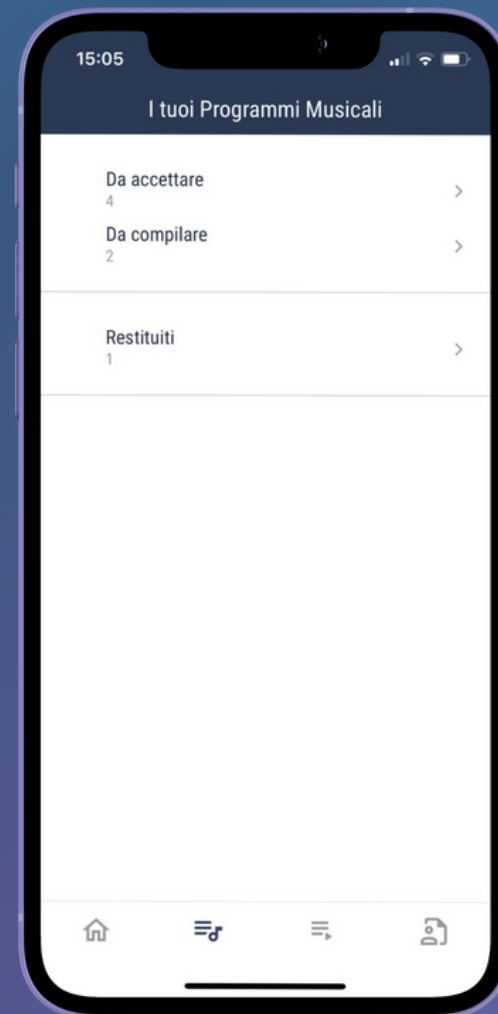 15:05
I tuoi Programmi Musicali
Da accettare
4
Da compilare
2
Restituiti
1